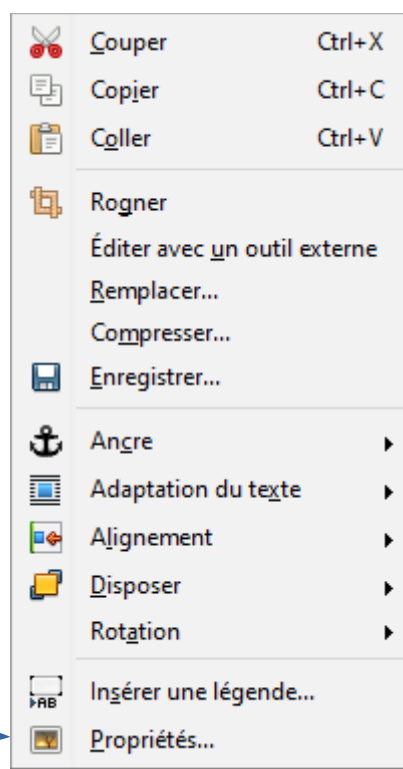 Couper Ctrl+X
Copier Ctrl+C
Coller Ctrl+V
Rogner
Éditer avec un outil externe
Remplacer...
Compresser...
Enregistrer...
Ancre
Adaptation du texte
Alignement
Disposer
Rotation
AB Insérer une légende...
Propriétés...